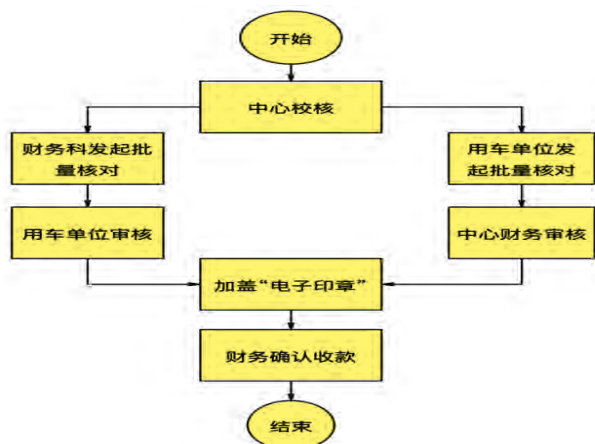 开始
中心校核
财务科发起批
量核对
用车单位发
起批量核对
用车单位审核
中心财务审核
加盖“电子印章”
财务确认收款
结束